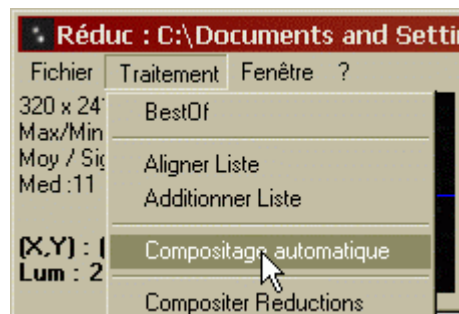 Réduc : C:\Documents and Setti
Fichier Traitement Fenêtre ?
320 x 24
Max/Min
Moy / Sig
Med :11
(X,Y) : (
Lum : 2
BestOf
Aligner Liste
Additionner Liste
Compositage automatique
Compositer Reductions